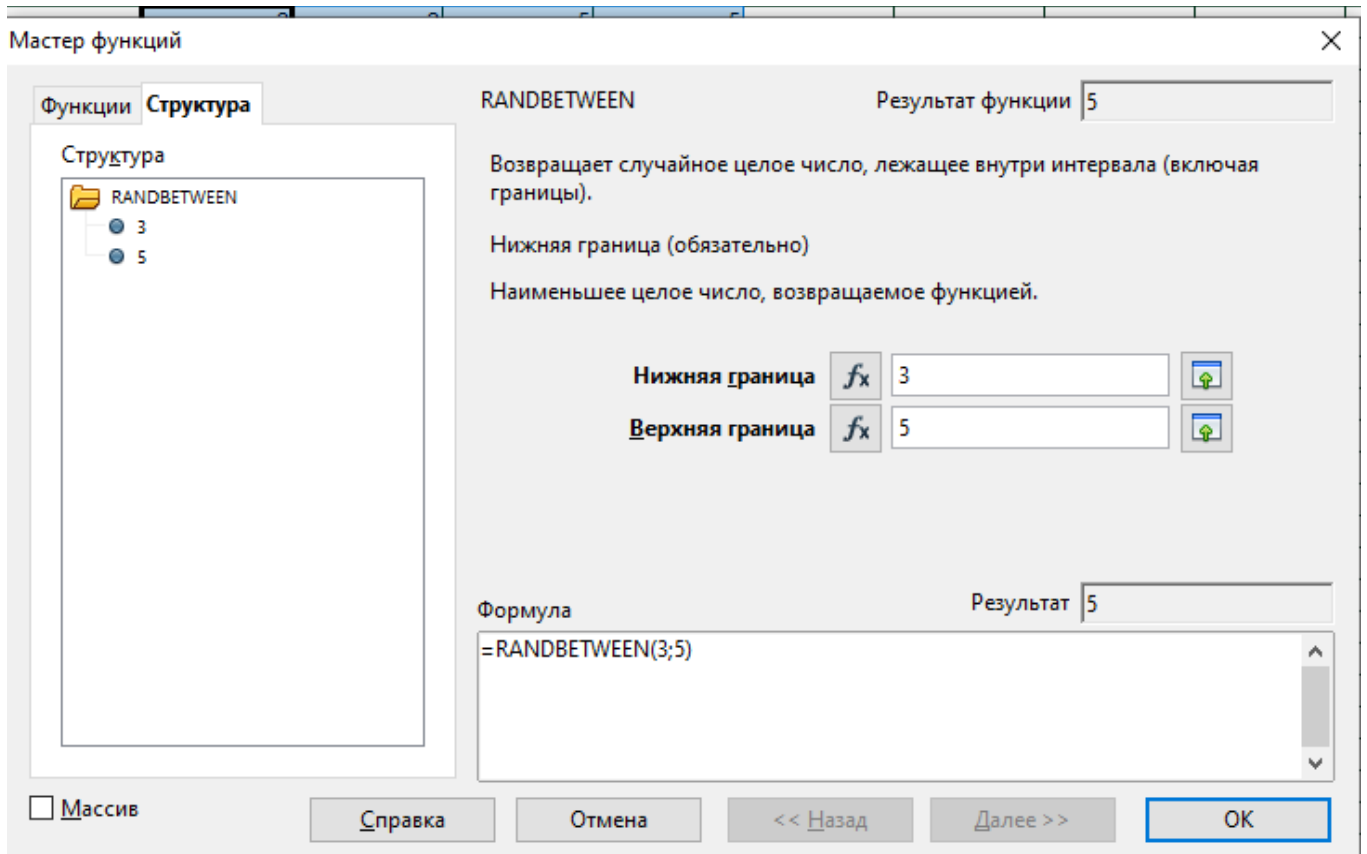 Мастер функций
Функции Структура
RANDBETWEEN
Результат функции 5
Структура
RANDBETWEEN
3
5
Возвращает случайное целое число, лежащее внутри интервала (включая
границы).
Нижняя граница (обязательно)
Наименьшее целое число, возвращаемое функцией.
Нижняя граница fx 3
Верхняя граница fx 5
Формула
Результат 5
=RANDBETWEEN(3;5)
Массив
Справка
Отмена
<< Назад
Далее >>
OK